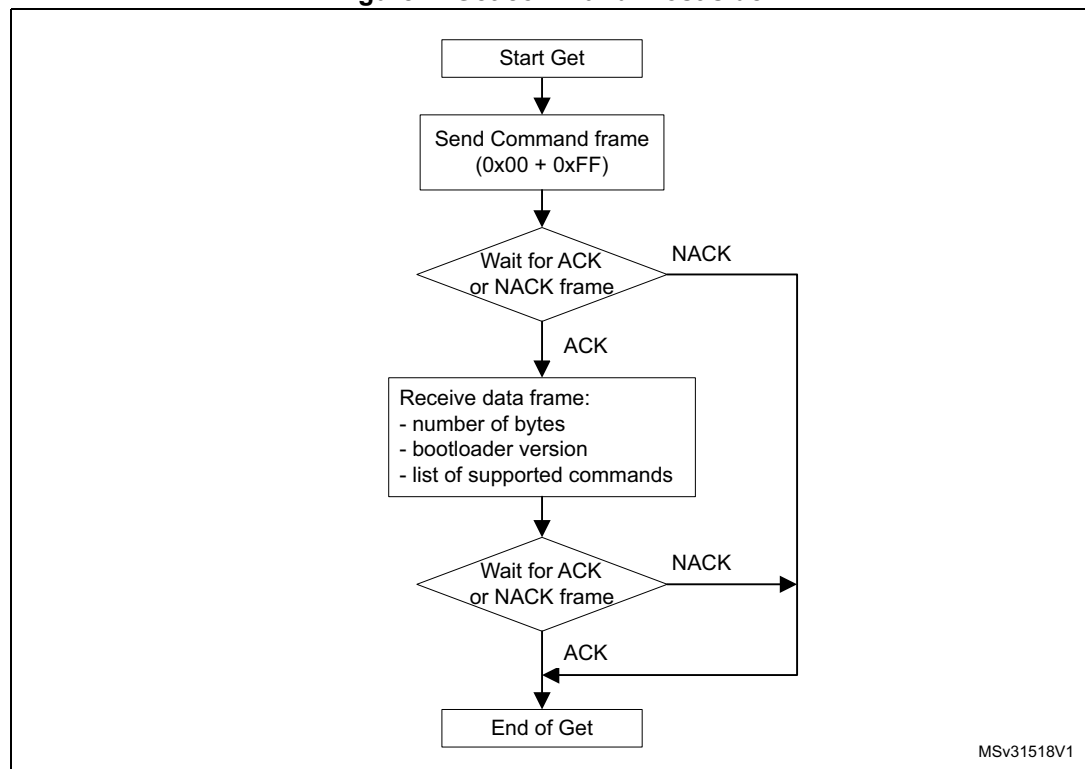 Start Get
Send Command frame
(0x00 + 0xFF)
Wait for ACK
or NACK frame
NACK
ACK
Receive data frame:
- number of bytes
- bootloader version
- list of supported commands
Wait for ACK
or NACK frame
NACK
ACK
End of Get
MSv31518V1